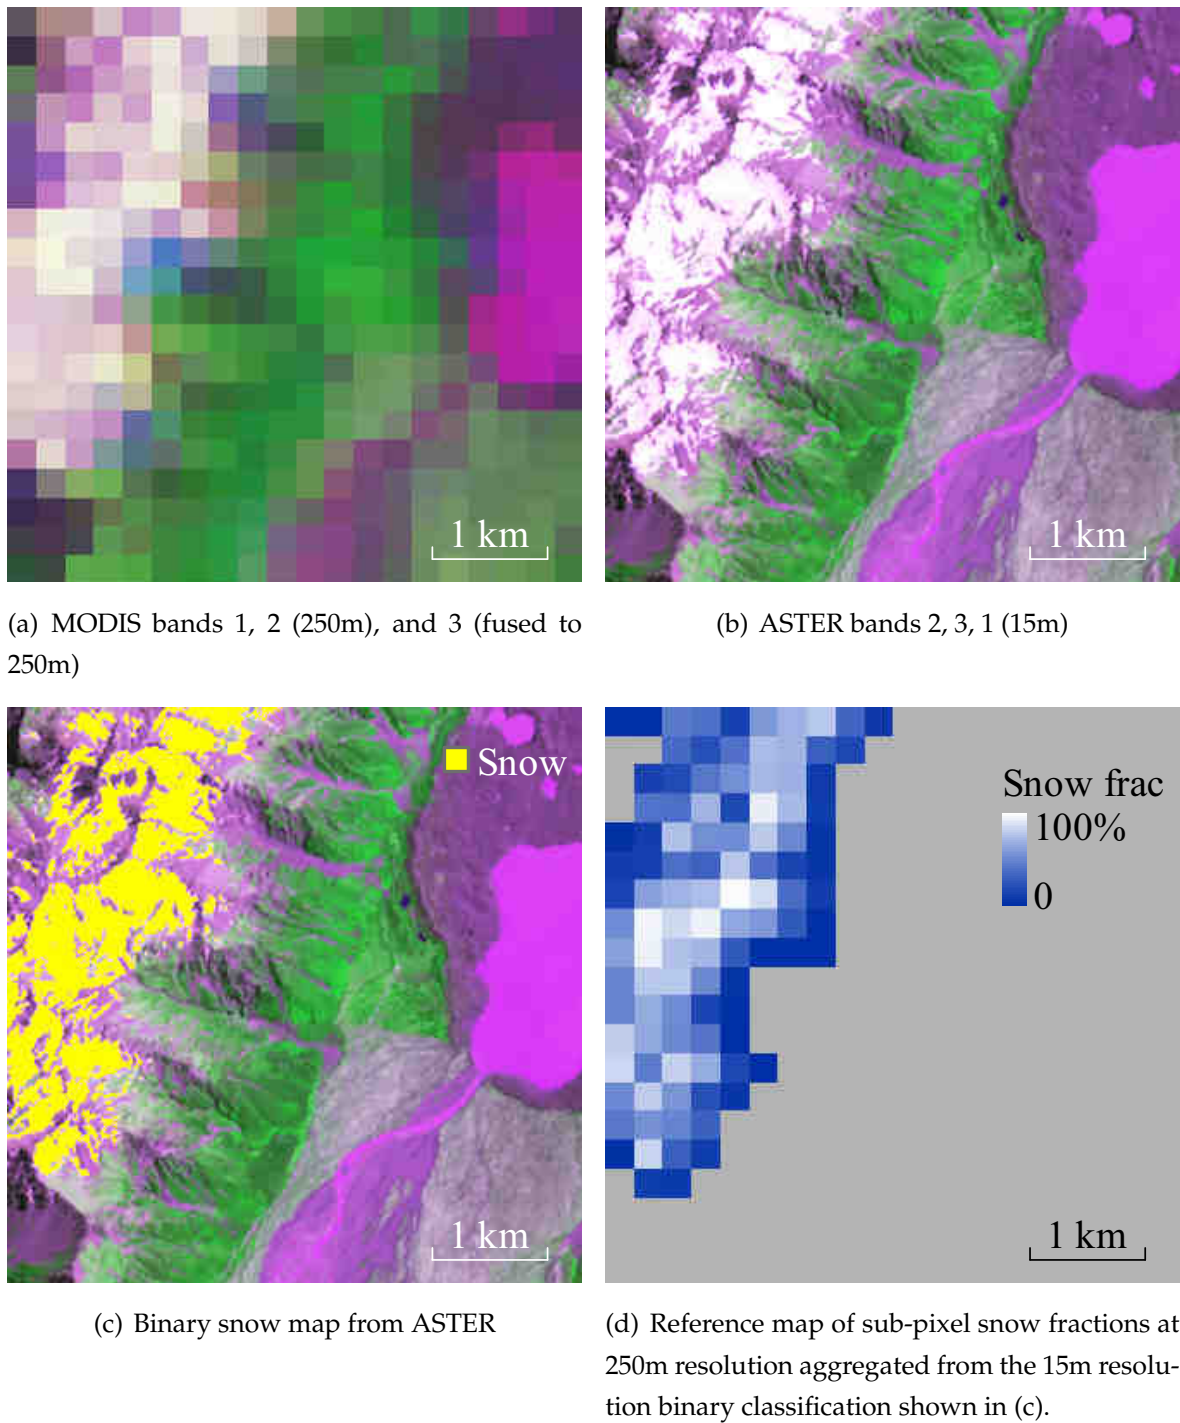 1 km
1 km
(a) MODIS bands 1, 2 (250m), and 3 (fused to
250m)
(b) ASTER bands 2, 3, 1 (15m)
Snow
1 km
Snow frac
100%
0
1 km
(c) Binary snow map from ASTER
(d) Reference map of sub-pixel snow fractions at
250m resolution aggregated from the 15m resolu-
tion binary classification shown in (c).